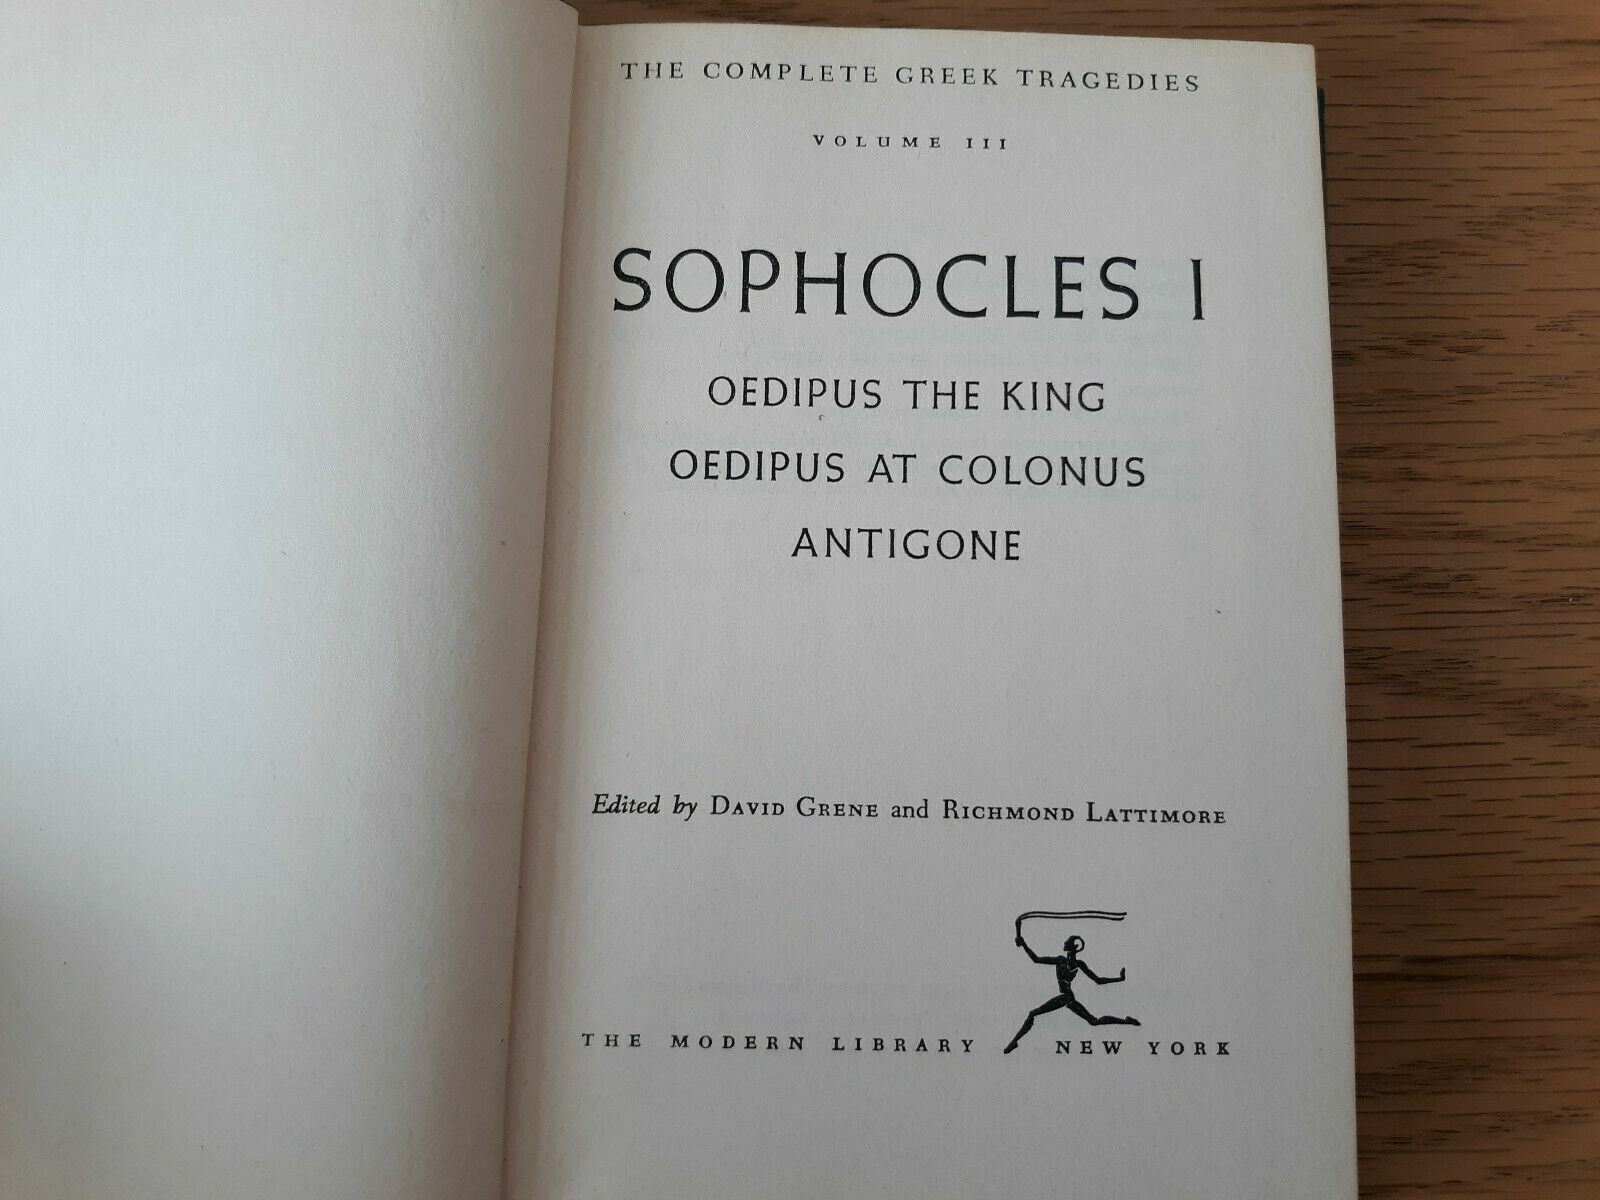 THE COMPLETE GREEK TRAGEDIES
VOLUME III
SOPHOCLES I
OEDIPUS THE KING
OEDIPUS AT COLONUS
ANTIGONE
Edited by DAVID GRENE and RICHMOND LATTIMORE
THE MODERN LIBRARY NEW YORK